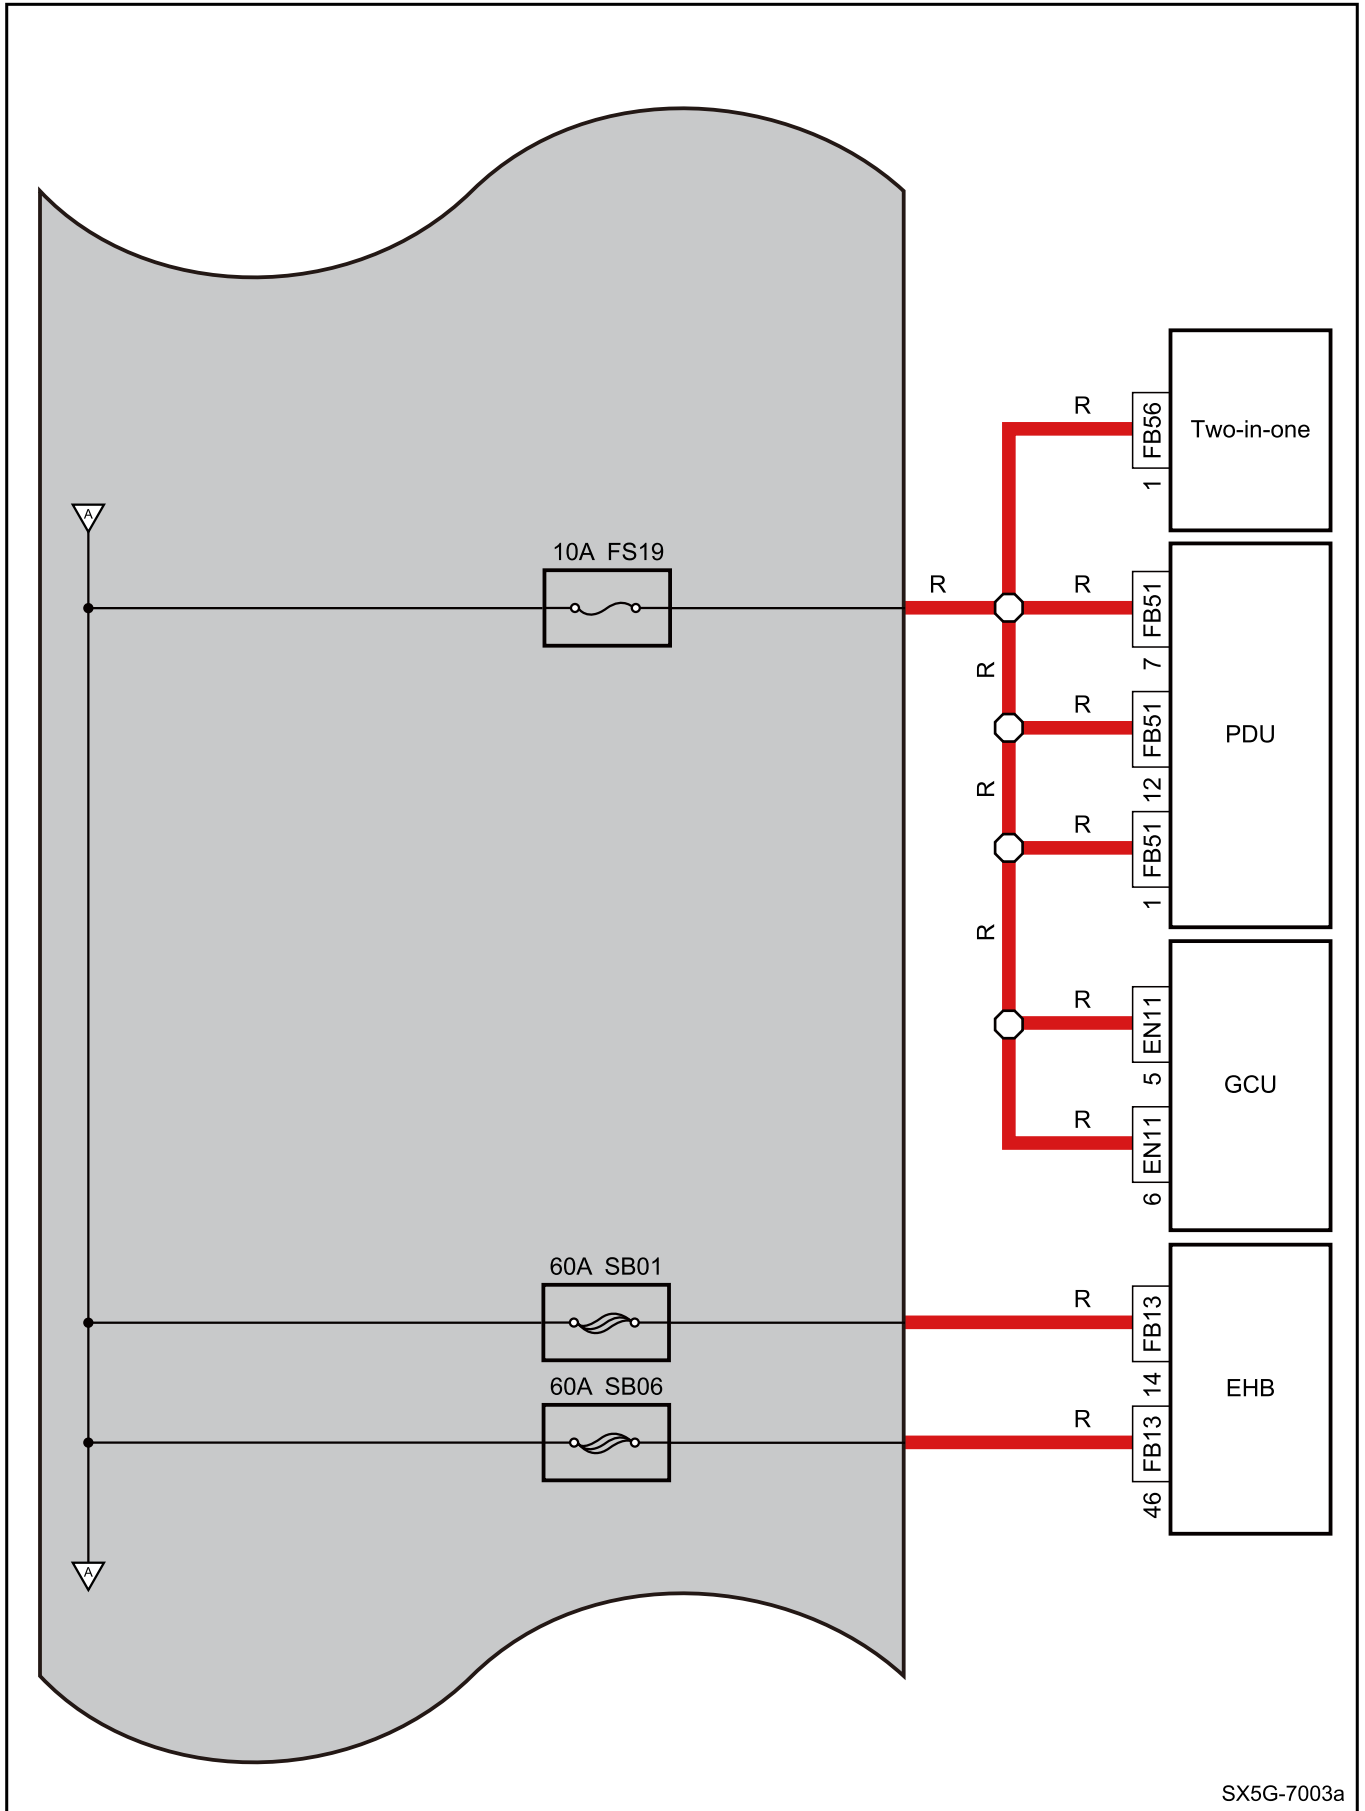 R
FB56
Two-in-one
1
A
10A FS19
R
R
FB51
7
R
R
FB51
PDU
12
R
R
FB51
1
R
R
EN11
5
GCU
R
EN11
6
60A SB01
R
FB13
14
60A SB06
EHB
R
FB13
46
A
SX5G-7003a